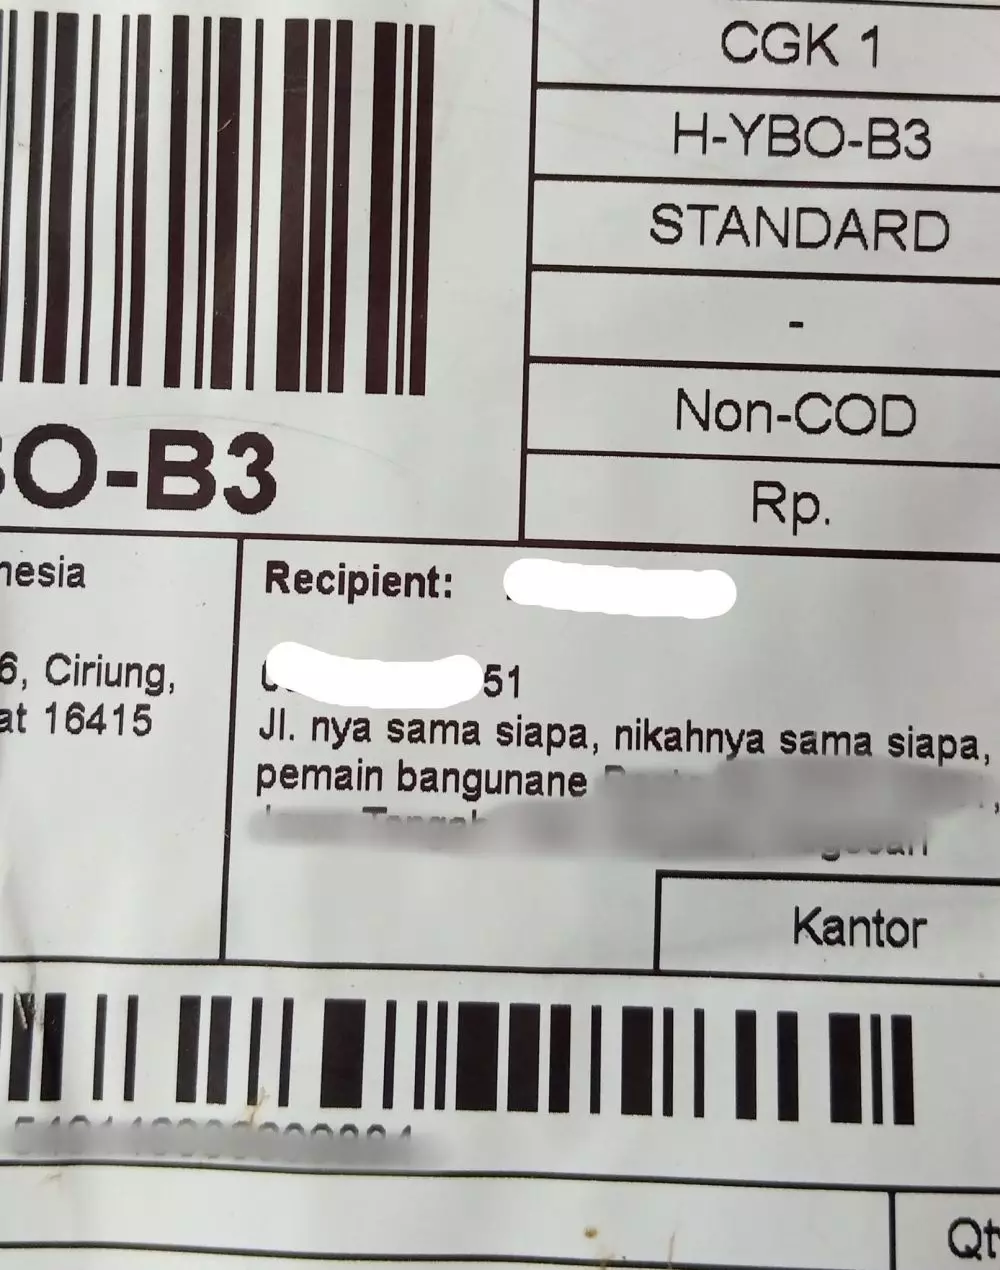 CGK 1
H-YBO-B3
STANDARD
-
Non-COD
Rp.
O-B3
nesia
6, Ciriung,
at 16415
Recipient:
51
Jl. nya sama siapa, nikahnya sama siapa,
pemain bangunane
Kantor
Qt